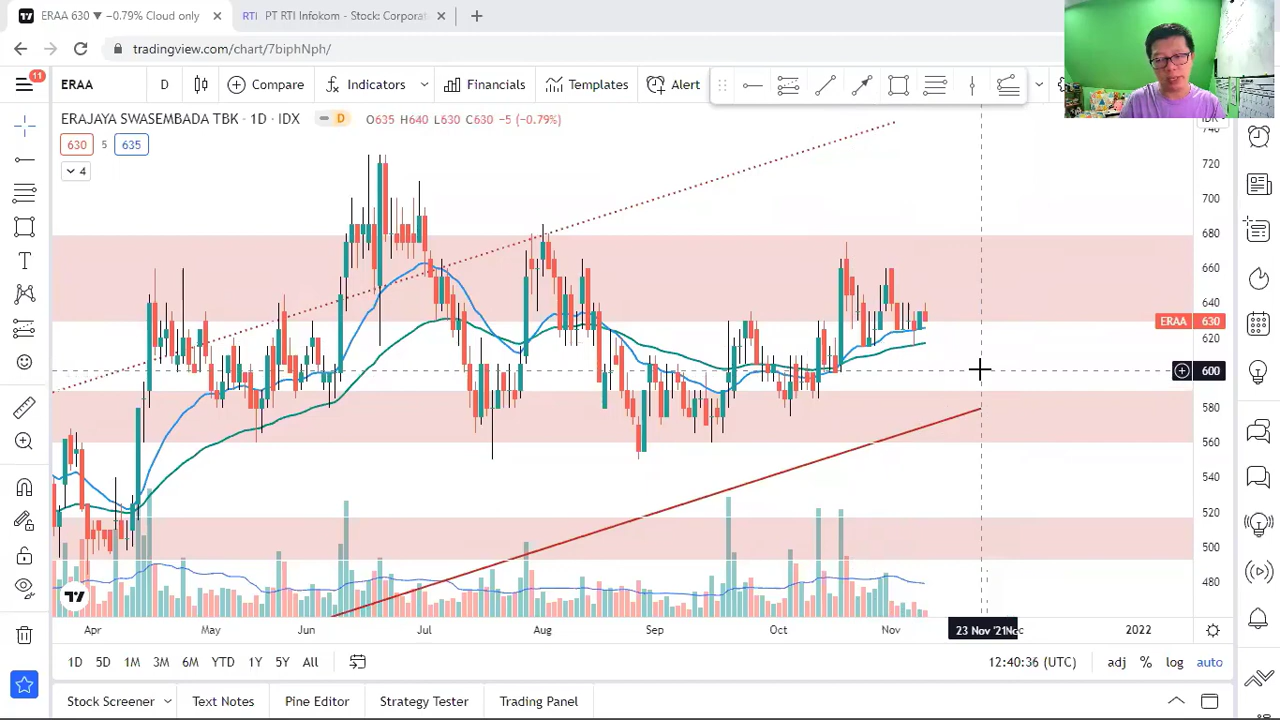 ERAA 630 ▼ −0.79% Cloud only
RTI PT RTI Infokom - Stock: Corporat
tradingview.com/chart/7biphNph/
11
ERAA
D
Compare
Indicators
Financials
Templates
Alert
ERAJAYA SWASEMBADA TBK · 1D · IDX
D
O635 H640 L630 C630 −5 (−0.79%)
630
5
635
4
740
720
700
680
660
640
ERAA 630
620
600
580
560
540
520
500
480
Apr
May
Jun
Jul
Aug
Sep
Oct
Nov
23 Nov '21
2022
1D
5D
1M
3M
6M
YTD
1Y
5Y
All
12:40:36 (UTC)
adj
%
log
auto
Stock Screener
Text Notes
Pine Editor
Strategy Tester
Trading Panel